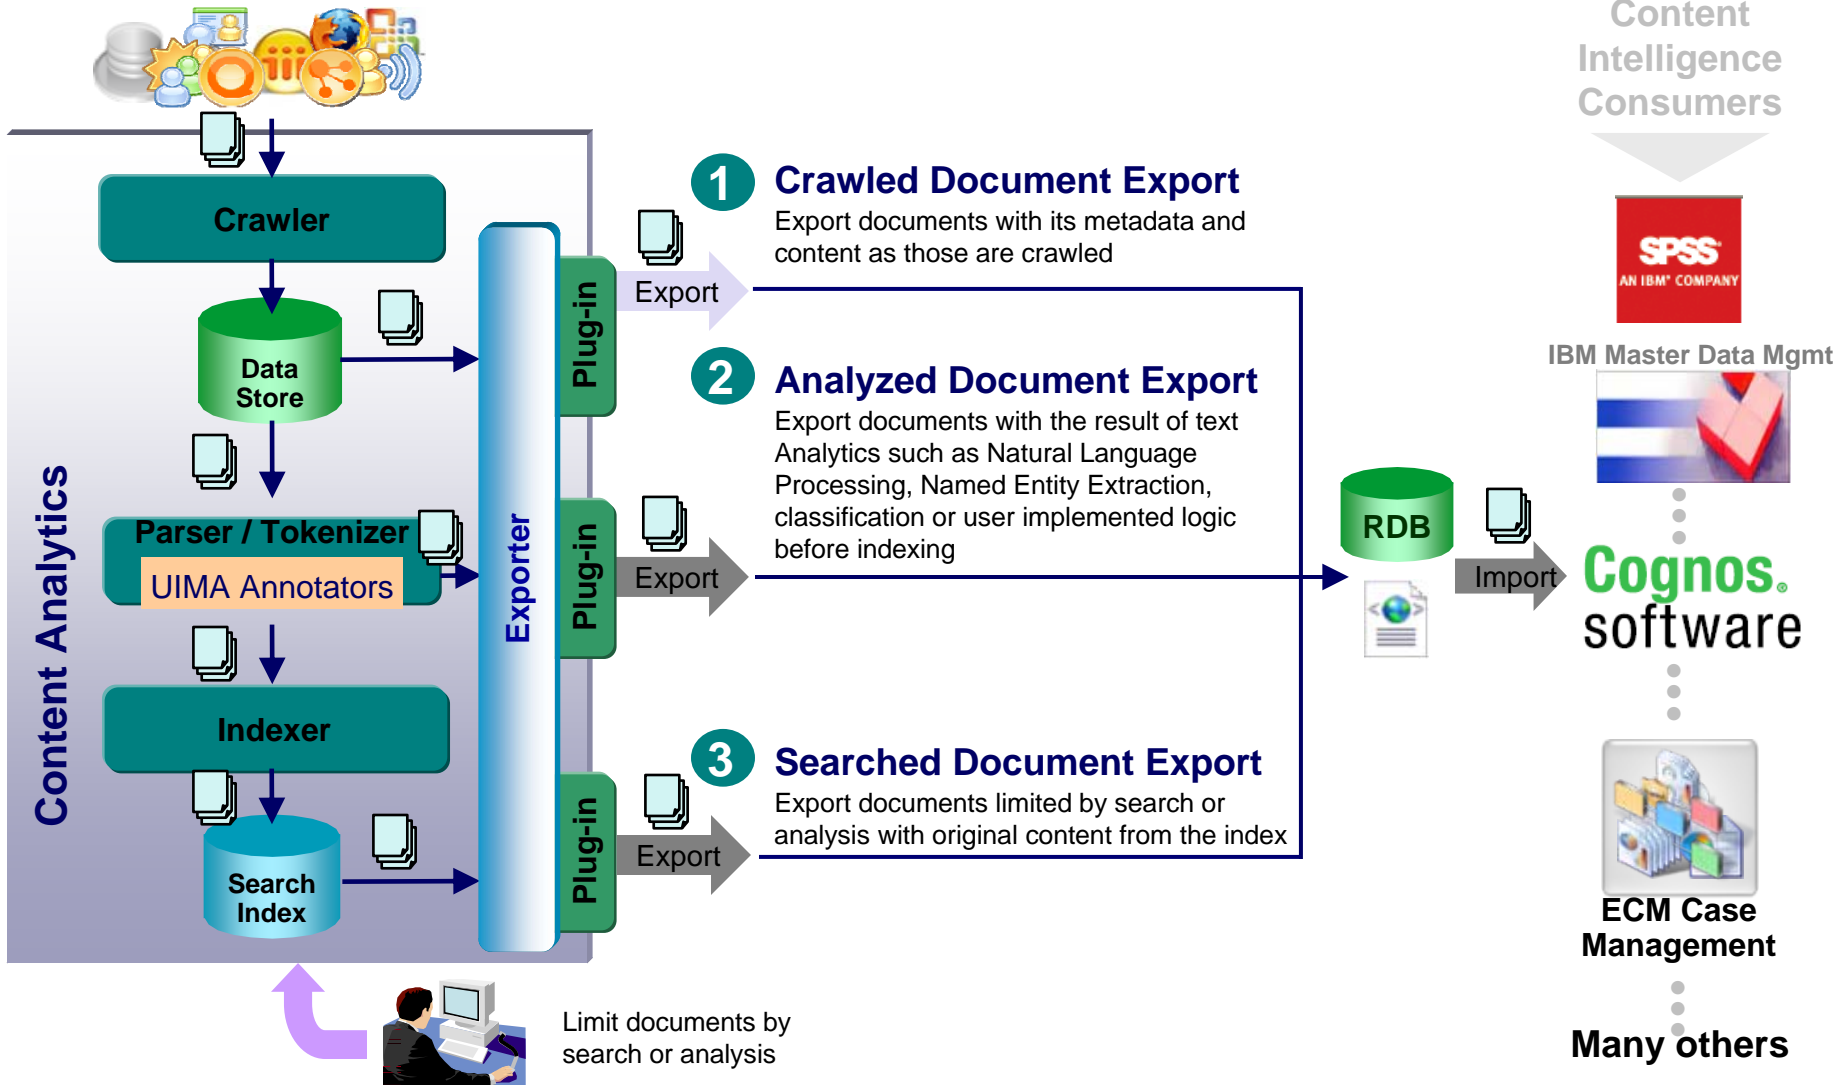 Content
Intelligence
Consumers
Content Analytics
Crawler
Data
Store
Parser / Tokenizer
UIMA Annotators
Indexer
Search
Index
Exporter
Plug-in
Export
1
Crawled Document Export
Export documents with its metadata and
content as those are crawled
Plug-in
Export
2
Analyzed Document Export
Export documents with the result of text
Analytics such as Natural Language
Processing, Named Entity Extraction,
classification or user implemented logic
before indexing
Plug-in
Export
3
Searched Document Export
Export documents limited by search or
analysis with original content from the index
Limit documents by
search or analysis
RDB
Import
SPSS
AN IBM® COMPANY
IBM Master Data Mgmt
Cognos®
software
ECM Case
Management
Many others